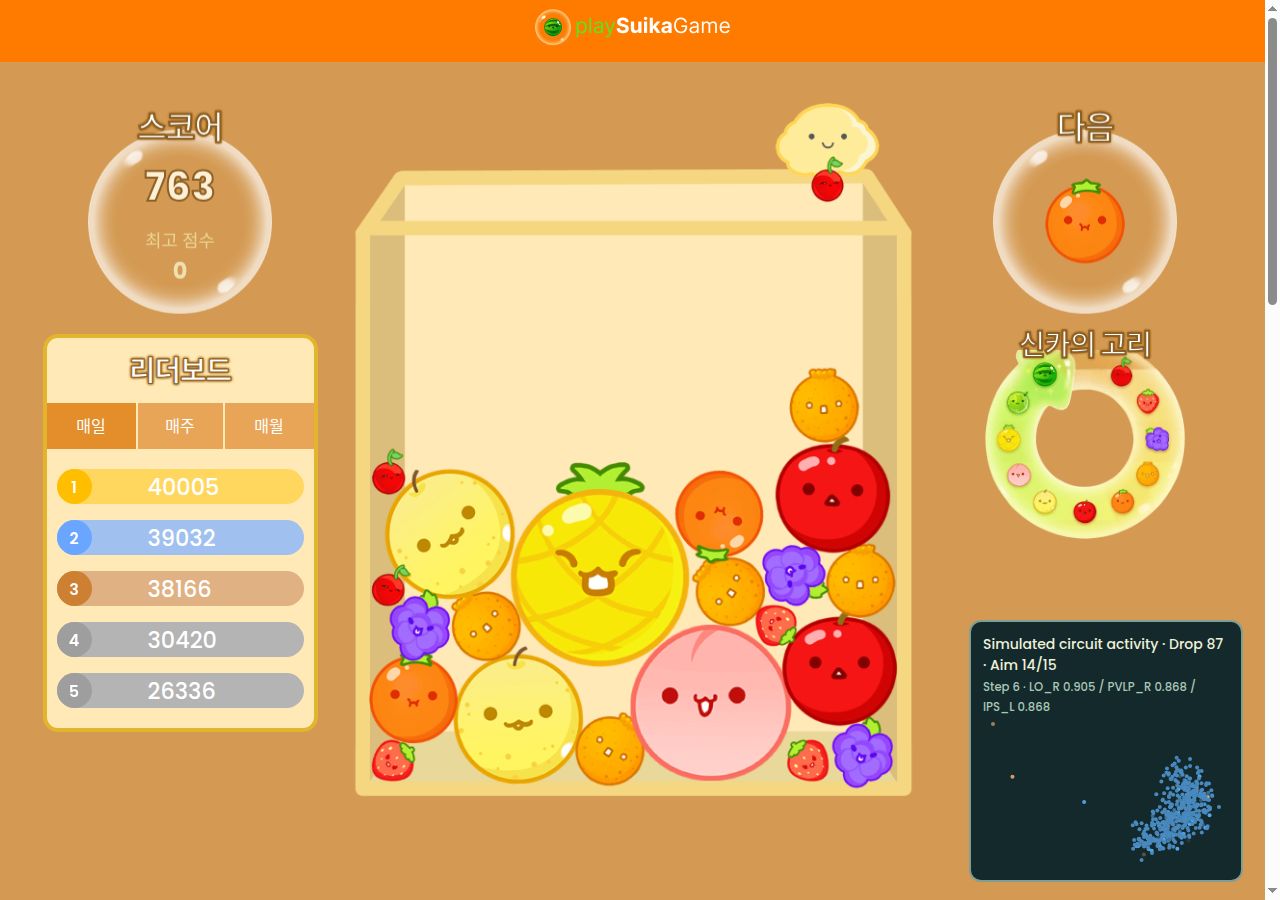 playSuikaGame
스코어
763
최고 점수
0
리더보드
매일 매주 매월
1 40005
2 39032
3 38166
4 30420
5 26336
다음
신카의 고리
Simulated circuit activity · Drop 87
· Aim 14/15
Step 6 · LO_R 0.905 / PVLP_R 0.868 /
IPS_L 0.868